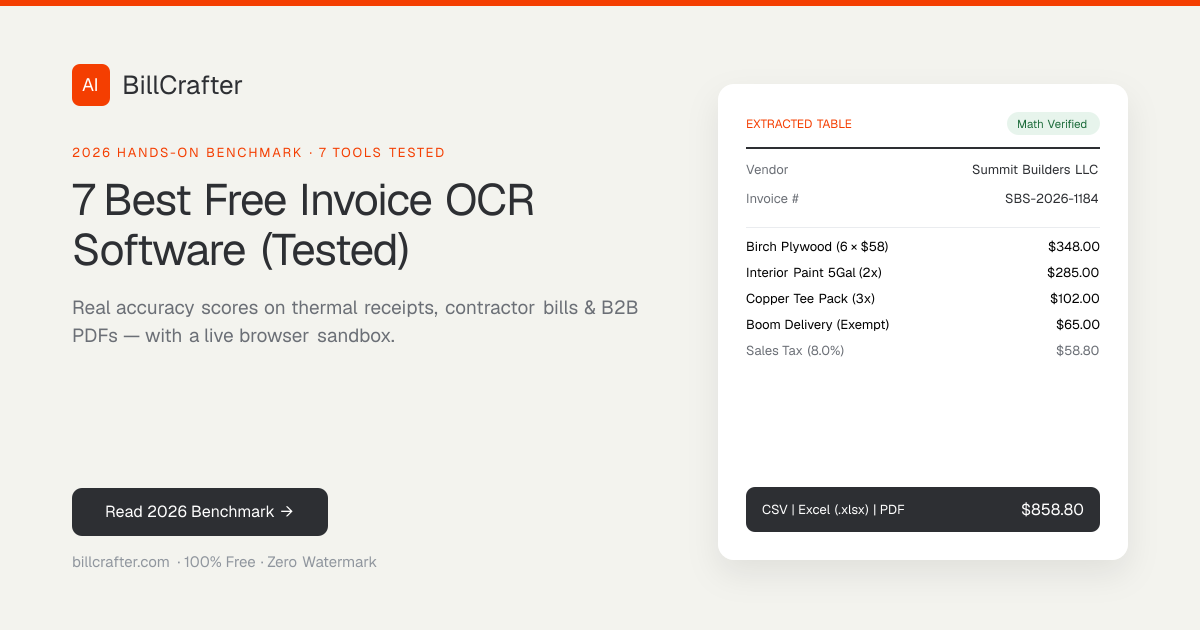 AI BillCrafter
2026 HANDS-ON BENCHMARK · 7 TOOLS TESTED
7 Best Free Invoice OCR
Software (Tested)
Real accuracy scores on thermal receipts, contractor bills & B2B
PDFs — with a live browser sandbox.
Read 2026 Benchmark →
billcrafter.com · 100% Free · Zero Watermark
EXTRACTED TABLE Math Verified
Vendor Summit Builders LLC
Invoice # SBS-2026-1184
Birch Plywood (6 × $58) $348.00
Interior Paint 5Gal (2x) $285.00
Copper Tee Pack (3x) $102.00
Boom Delivery (Exempt) $65.00
Sales Tax (8.0%) $58.80
CSV | Excel (.xlsx) | PDF $858.80